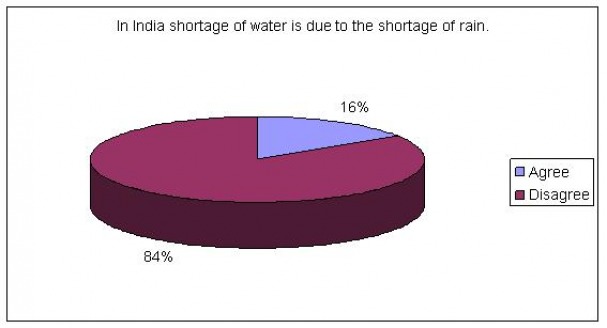 In India shortage of water is due to the shortage of rain.
16%
Agree
Disagree
84%